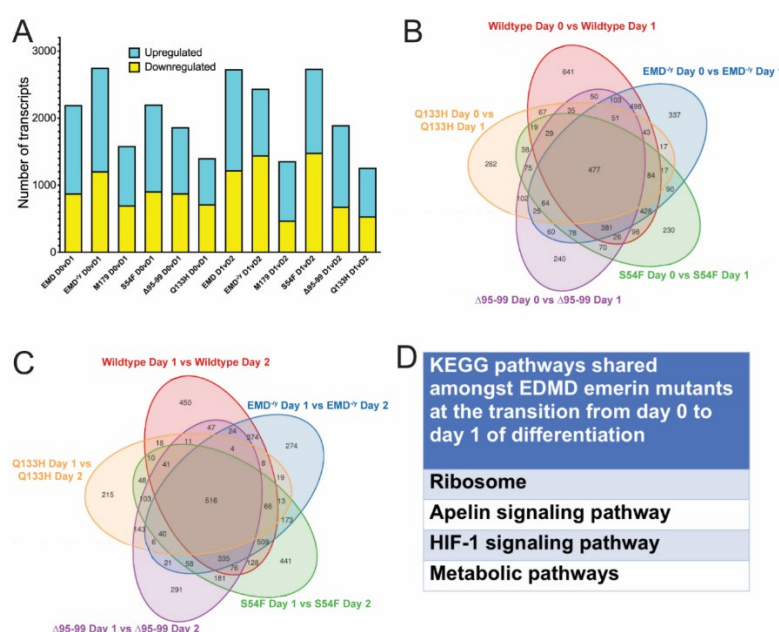 A
3000
2000
1000
0
Number of transcripts
Upregulated
Downregulated
EMD D0vD1
EMD-/y D0vD1
M179 D0vD1
S54F D0vD1
Δ95-99 D0vD1
Q133H D0vD1
EMD D1vD2
EMD-/y D1vD2
M179 D1vD2
S54F D1vD2
Δ95-99 D1vD2
Q133H D1vD2
B
Wildtype Day 0 vs Wildtype Day 1
EMD-/y Day 0 vs EMD-/y Day 1
Q133H Day 0 vs
Q133H Day 1
641
50 103 498
337
67 35 51 43
19 29 17
38
262 75 477 84 17
90
102 64 428
25 381
60 78 26 98 230
70
240
S54F Day 0 vs S54F Day 1
Δ95-99 Day 0 vs Δ95-99 Day 1
C
Wildtype Day 1 vs Wildtype Day 2
EMD-/y Day 1 vs EMD-/y Day 2
Q133H Day 1 vs
Q133H Day 2
450
47 24 374
274
18 11 4
10 41 8
19
48
215 103 516 66 13
173
143 40 509
6 335
21 58 76 128 441
181
291
S54F Day 1 vs S54F Day 2
Δ95-99 Day 1 vs Δ95-99 Day 2
D
KEGG pathways shared
amongst EDMD emerin mutants
at the transition from day 0 to
day 1 of differentiation
Ribosome
Apelin signaling pathway
HIF-1 signaling pathway
Metabolic pathways